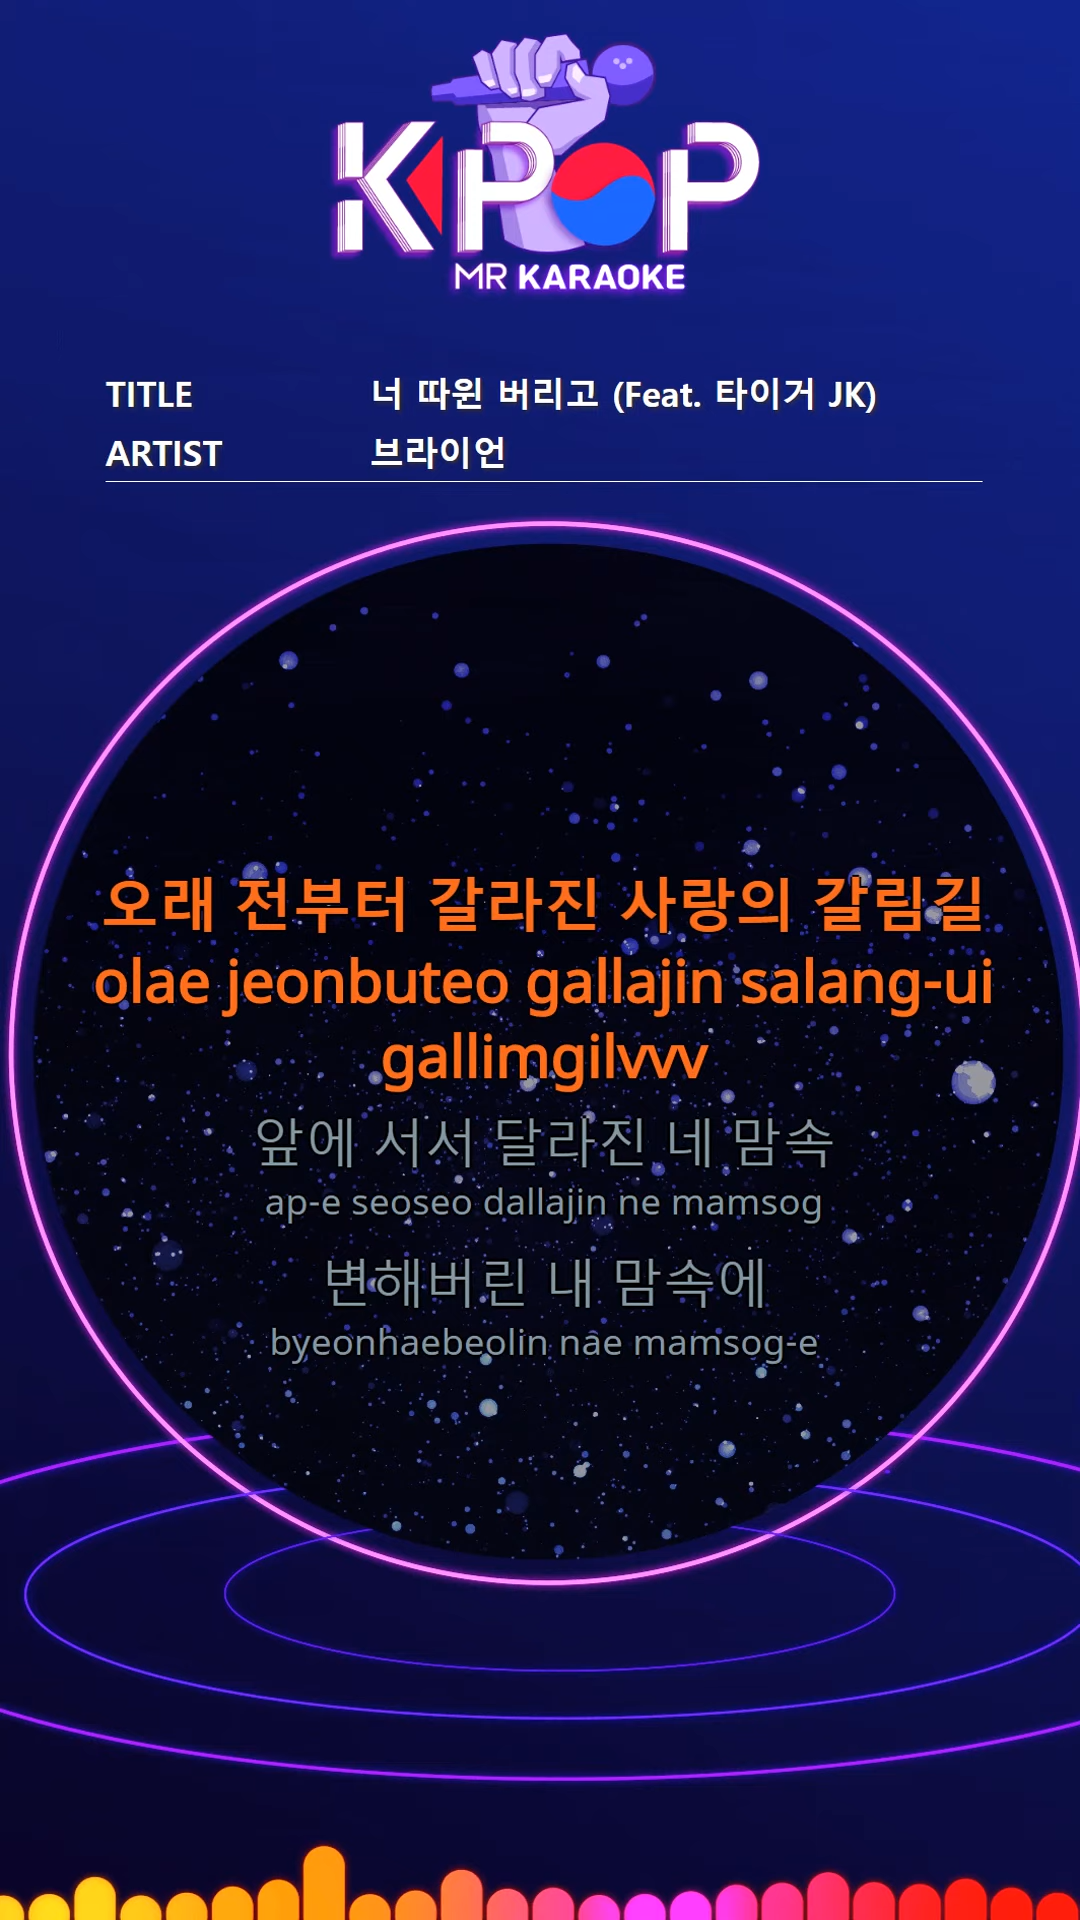 KPOP
MR KARAOKE
TITLE 너 따윈 버리고 (Feat. 타이거 JK)
ARTIST 브라이언
오래 전부터 갈라진 사랑의 갈림길
olae jeonbuteo gallajin salang-ui
gallimgilvvv
앞에 서서 달라진 네 맘속
ap-e seoseo dallajin ne mamsog
변해버린 내 맘속에
byeonhaebeolin nae mamsog-e